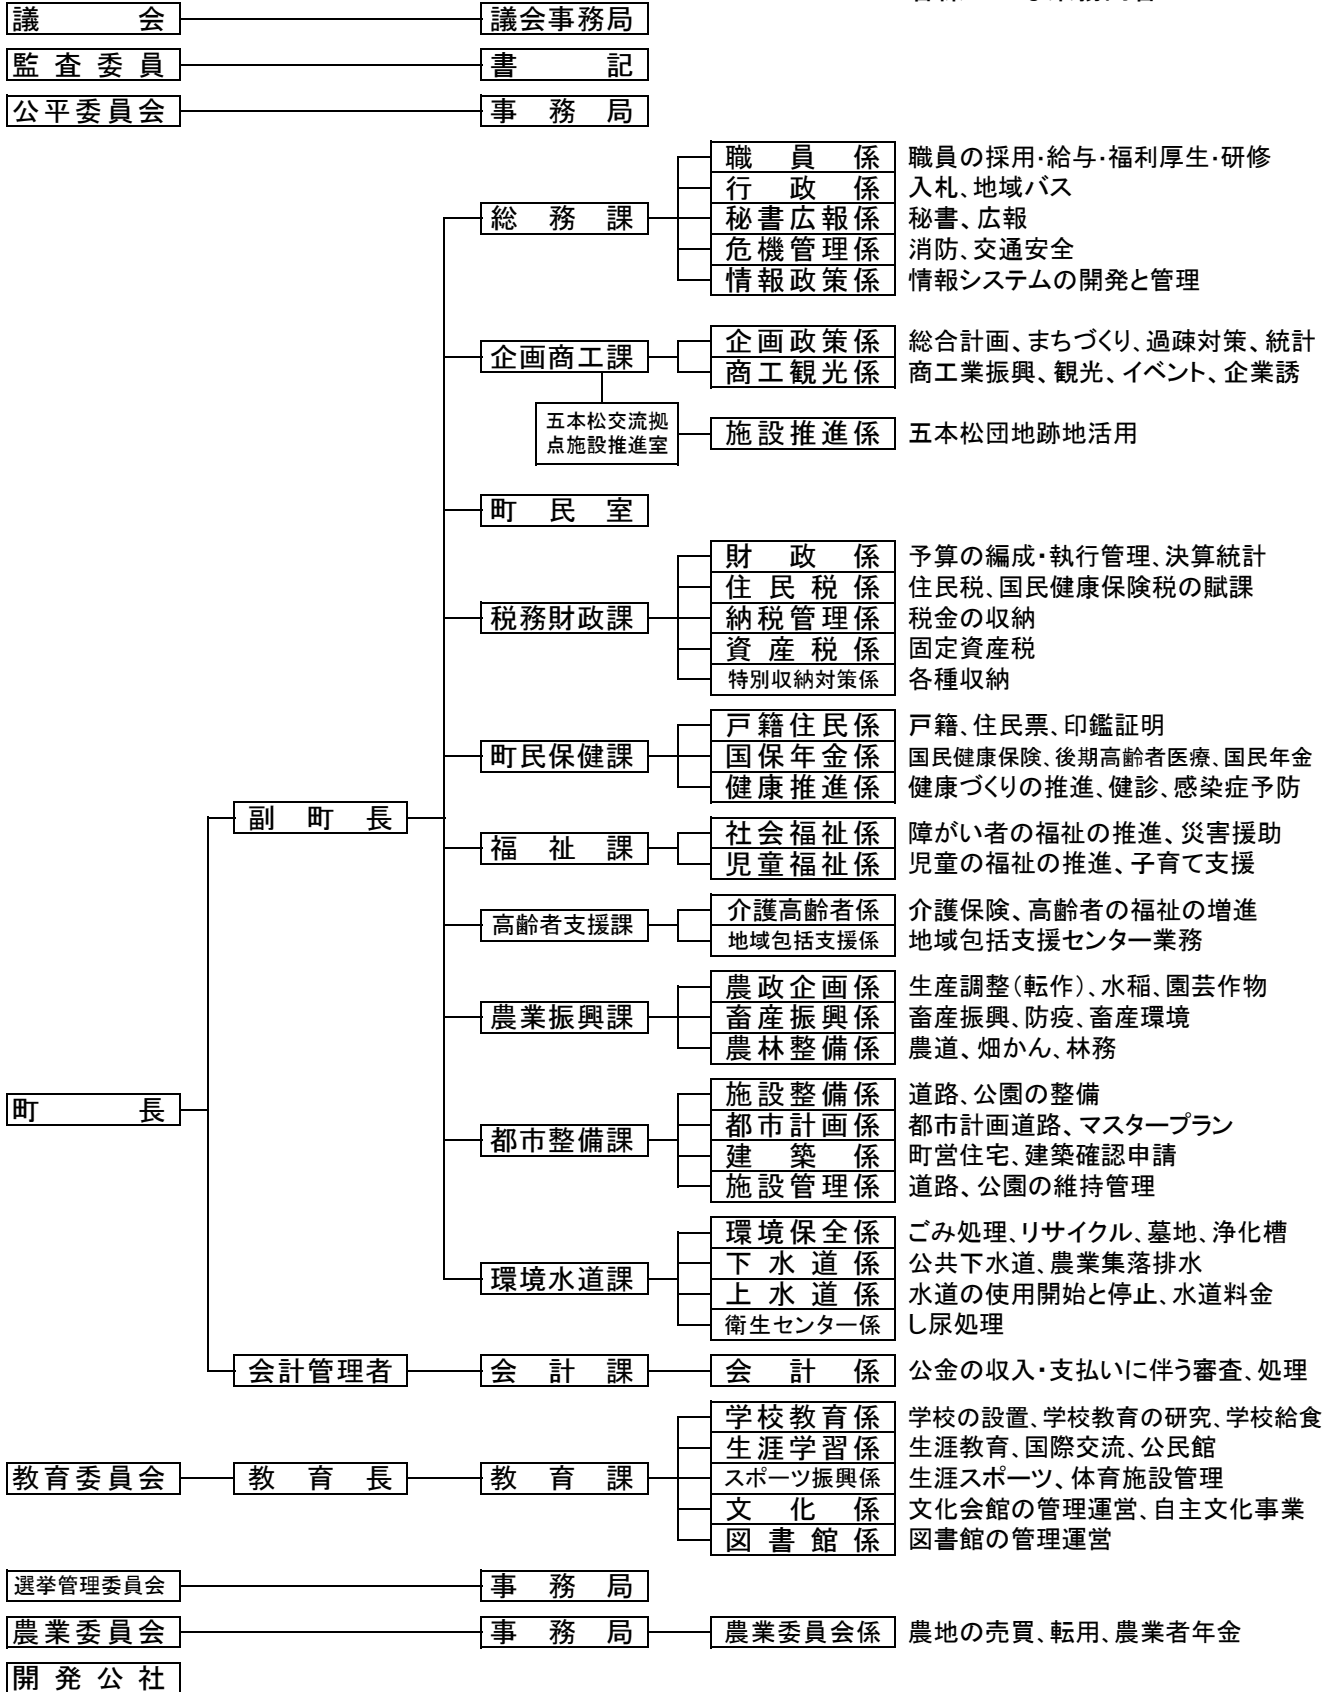 議会 議会事務局
監査委員 書記
公平委員会 事務局
職員係 職員の採用･給与･福利厚生･研修
行政係 入札、地域バス
総務課 秘書広報係 秘書、広報
危機管理係 消防、交通安全
情報政策係 情報システムの開発と管理
企画政策係 総合計画、まちづくり、過疎対策、統計
企画商工課
商工観光係 商工業振興、観光、イベント、企業誘
五本松交流拠
点施設推進室
施設推進係 五本松団地跡地活用
町民室
財政係 予算の編成・執行管理、決算統計
住民税係 住民税、国民健康保険税の賦課
税務財政課 納税管理係 税金の収納
資産税係 固定資産税
特別収納対策係 各種収納
戸籍住民係 戸籍、住民票、印鑑証明
町民保健課 国保年金係 国民健康保険、後期高齢者医療、国民年金
健康推進係 健康づくりの推進、健診、感染症予防
副町長
社会福祉係 障がい者の福祉の推進、災害援助
福祉課
児童福祉係 児童の福祉の推進、子育て支援
介護高齢者係 介護保険、高齢者の福祉の増進
高齢者支援課
地域包括支援係 地域包括支援センター業務
農政企画係 生産調整（転作）、水稲、園芸作物
農業振興課 畜産振興係 畜産振興、防疫、畜産環境
農林整備係 農道、畑かん、林務
町長
施設整備係 道路、公園の整備
都市計画係 都市計画道路、マスタープラン
都市整備課
建築係 町営住宅、建築確認申請
施設管理係 道路、公園の維持管理
環境保全係 ごみ処理、リサイクル、墓地、浄化槽
下水道係 公共下水道、農業集落排水
環境水道課
上水道係 水道の使用開始と停止、水道料金
衛生センター係 し尿処理
会計管理者 会計課 会計係 公金の収入・支払いに伴う審査、処理
学校教育係 学校の設置、学校教育の研究、学校給食
生涯学習係 生涯教育、国際交流、公民館
教育委員会 教育長 教育課 スポーツ振興係 生涯スポーツ、体育施設管理
文化係 文化会館の管理運営、自主文化事業
図書館係 図書館の管理運営
選挙管理委員会 事務局
農業委員会 事務局 農業委員会係 農地の売買、転用、農業者年金
開発公社